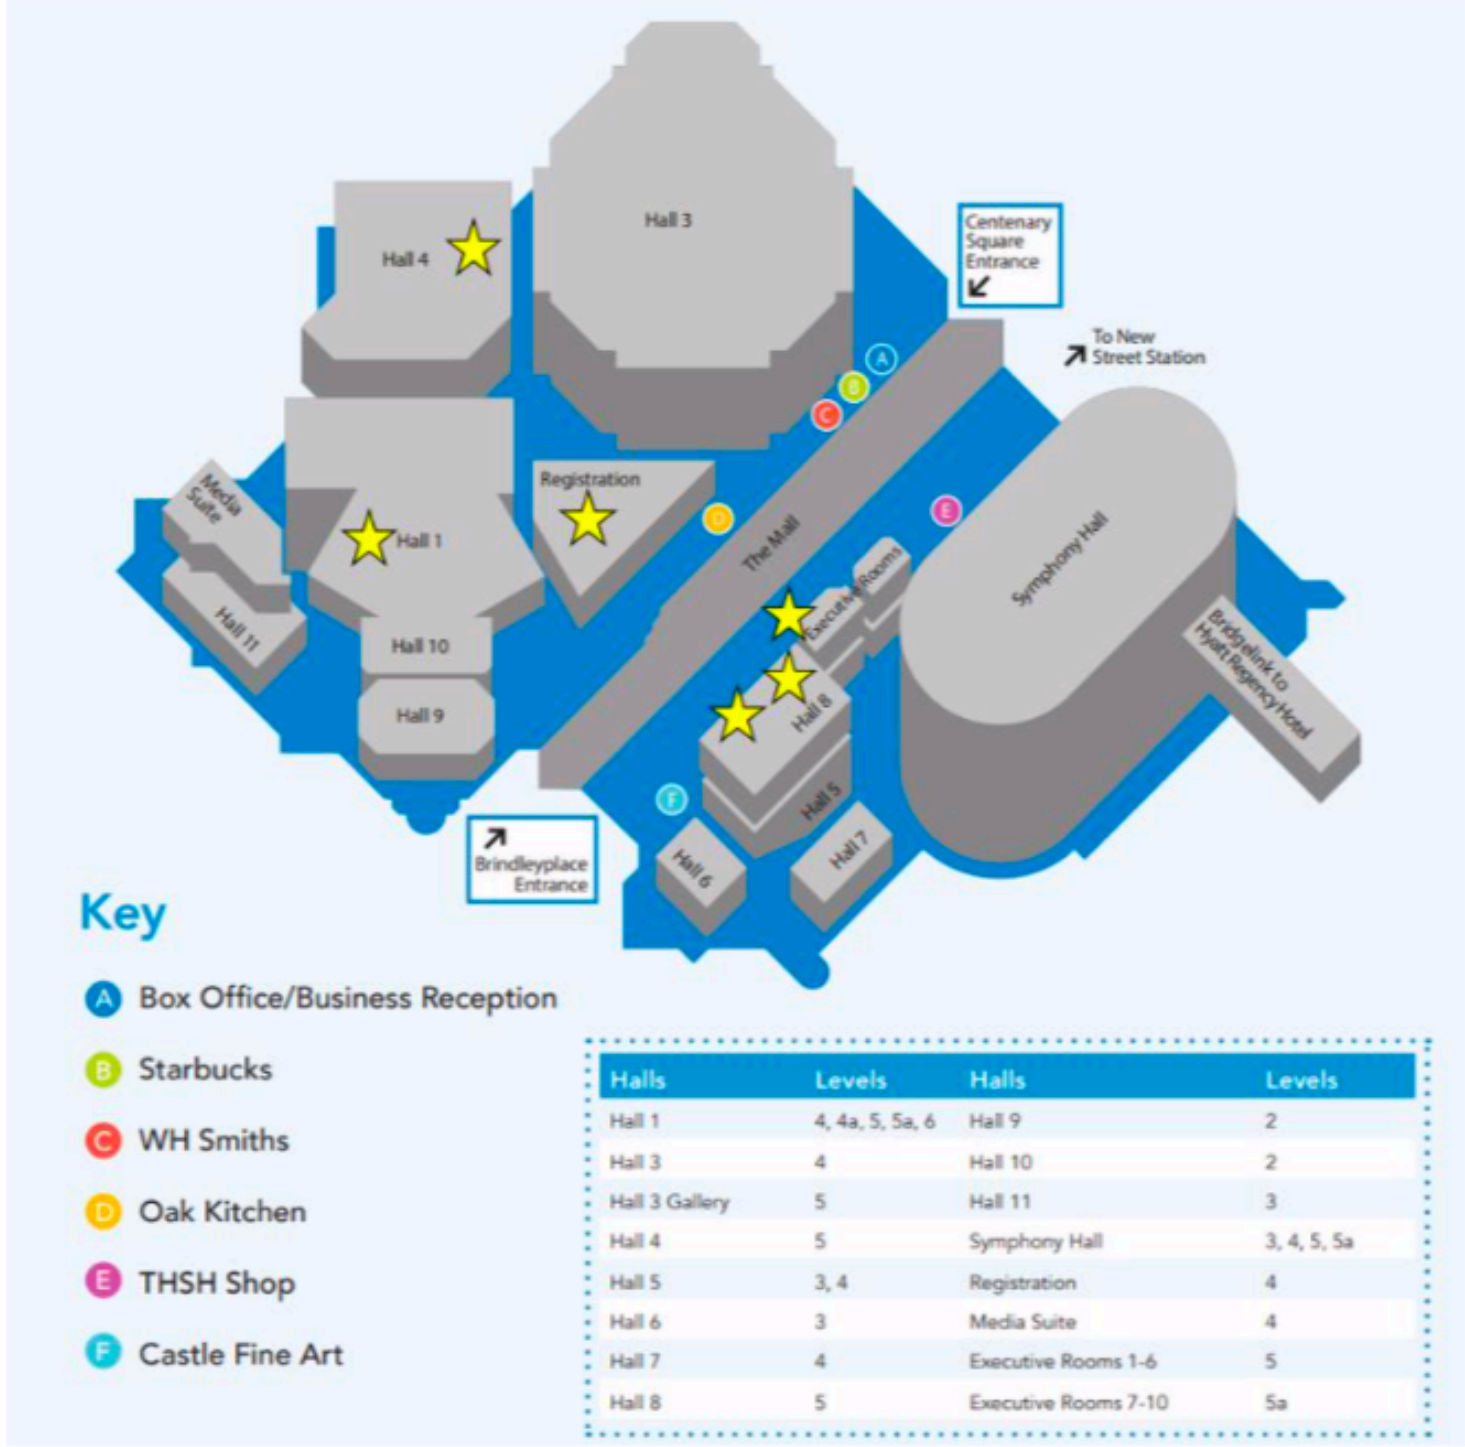 Hall 3
Centenary
Square
Entrance
Hall 4
To New
Street Station
A
B
C
Media
Suite
Registration
D
E
Hall 1
The Mall
Symphony Hall
Executive Rooms
Hall 11
Hall 10
Bridgelink to
Hyatt Regency Hotel
Hall 9
Hall 8
F
Hall 5
Hall 6
Hall 7
Brindleyplace
Entrance
Key
A Box Office/Business Reception
B Starbucks
C WH Smiths
D Oak Kitchen
E THSH Shop
F Castle Fine Art
Halls Levels Halls Levels
Hall 1 4, 4a, 5, 5a, 6 Hall 9 2
Hall 3 4 Hall 10 2
Hall 3 Gallery 5 Hall 11 3
Hall 4 5 Symphony Hall 3, 4, 5, 5a
Hall 5 3, 4 Registration 4
Hall 6 3 Media Suite 4
Hall 7 4 Executive Rooms 1-6 5
Hall 8 5 Executive Rooms 7-10 5a